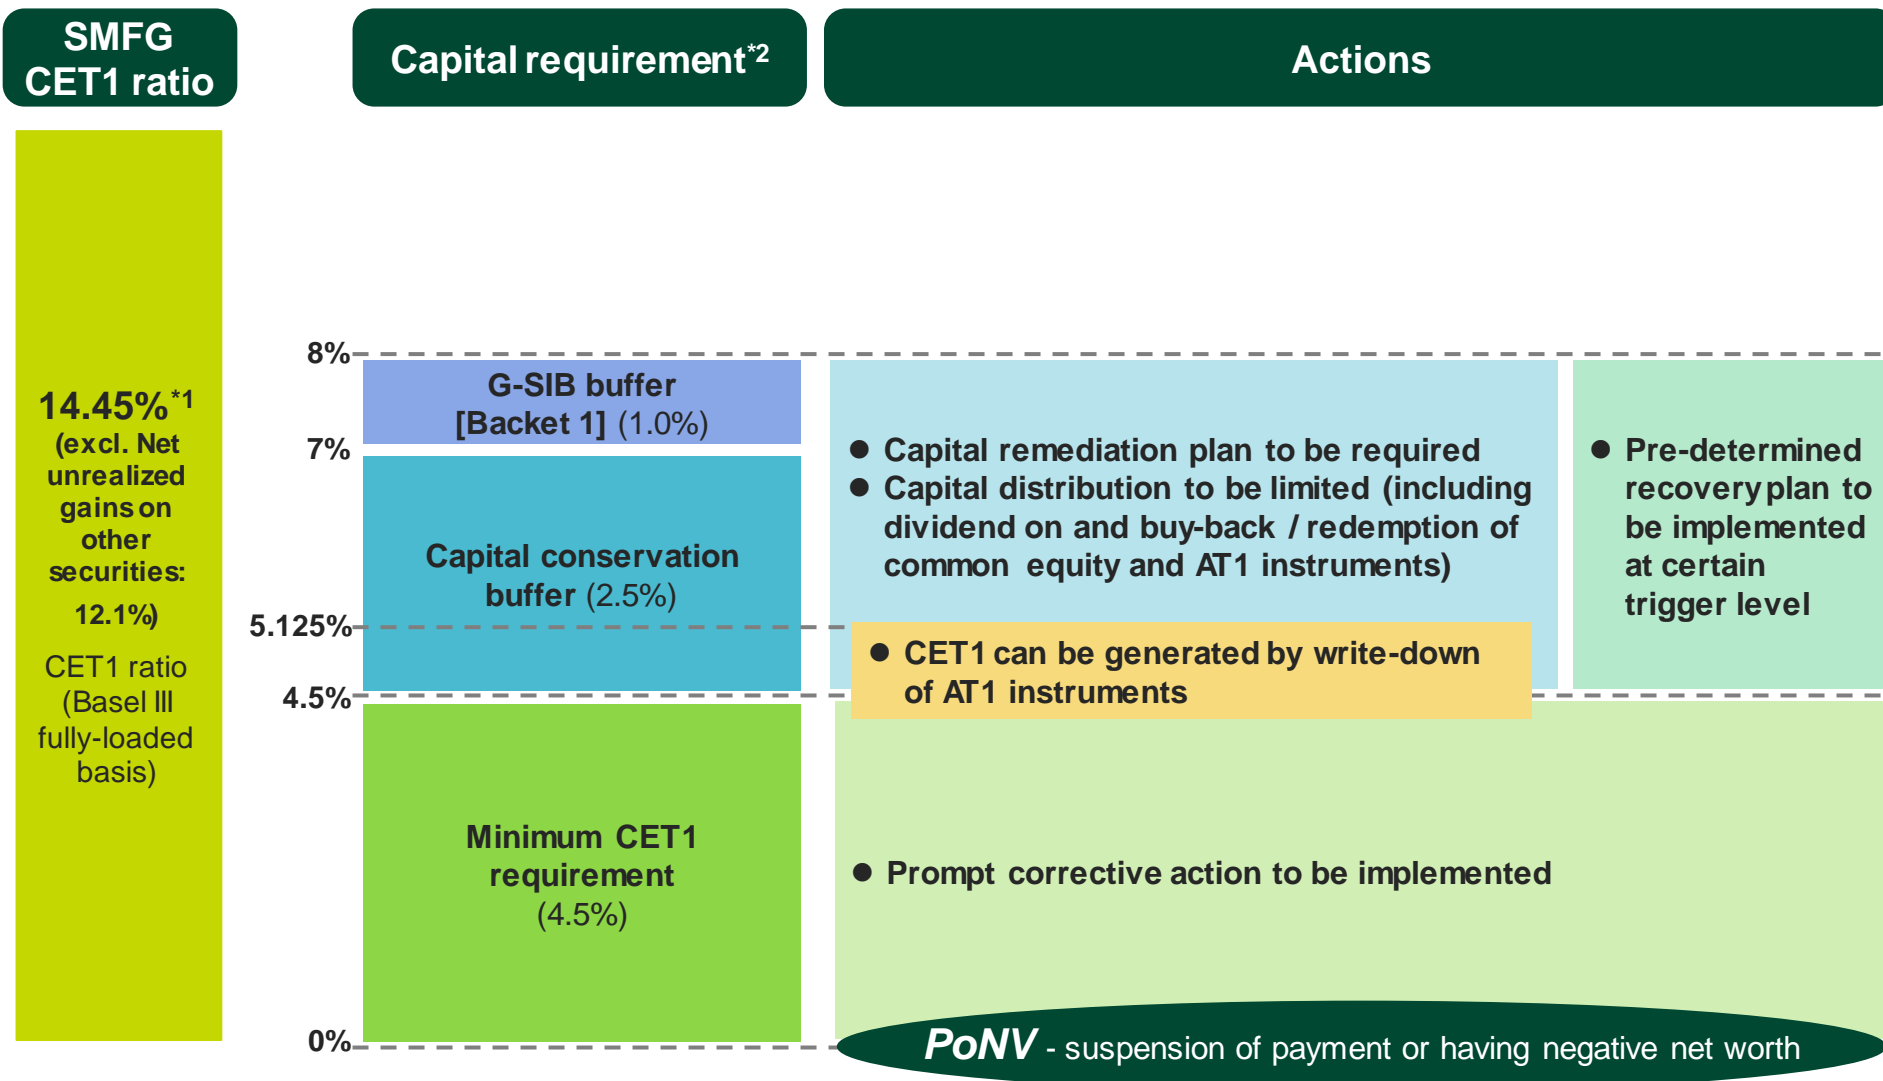 SMFG
CET1 ratio
Capital requirement*2
Actions
14.45%*1
(excl. Net
unrealized
gains on
other
securities:
12.1%)
CET1 ratio
(Basel III
fully-loaded
basis)
8%
7%
5.125%
4.5%
0%
G-SIB buffer
[Backet 1] (1.0%)
Capital conservation
buffer (2.5%)
Minimum CET1
requirement
(4.5%)
● Capital remediation plan to be required
● Capital distribution to be limited (including
dividend on and buy-back / redemption of
common equity and AT1 instruments)
● Pre-determined
recovery plan to
be implemented
at certain
trigger level
● CET1 can be generated by write-down
of AT1 instruments
● Prompt corrective action to be implemented
PoNV - suspension of payment or having negative net worth